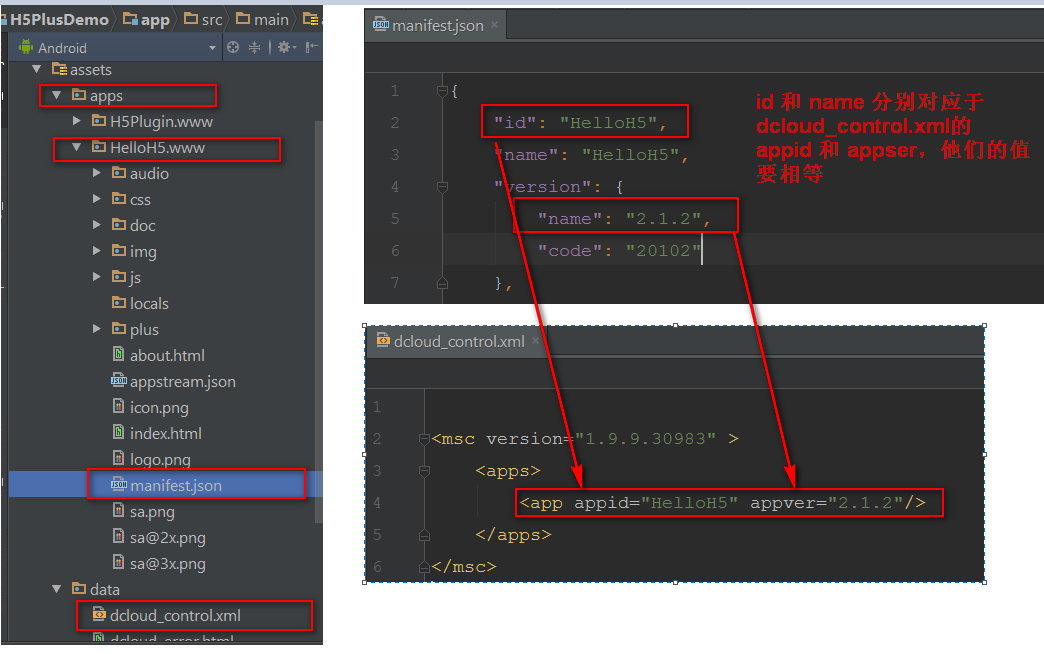 H5PlusDemo app src main
Android
assets
apps
H5Plugin.www
HelloH5.www
audio
css
doc
img
js
locals
plus
about.html
appstream.json
icon.png
index.html
logo.png
manifest.json
sa.png
sa@2x.png
sa@3x.png
data
dcloud_control.xml
dcloud_error.html
manifest.json ×
1 {
2 "id": "HelloH5",
3 "name": "HelloH5",
4 "version": {
5 "name": "2.1.2",
6 "code": "20102"
7 },
id 和 name 分别对应于
dcloud_control.xml的
appid 和 appser，他们的值
要相等
dcloud_control.xml ×
1
2 <msc version="1.9.9.30983" >
3 <apps>
4 <app appid="HelloH5" appver="2.1.2"/>
5 </apps>
6 </msc>